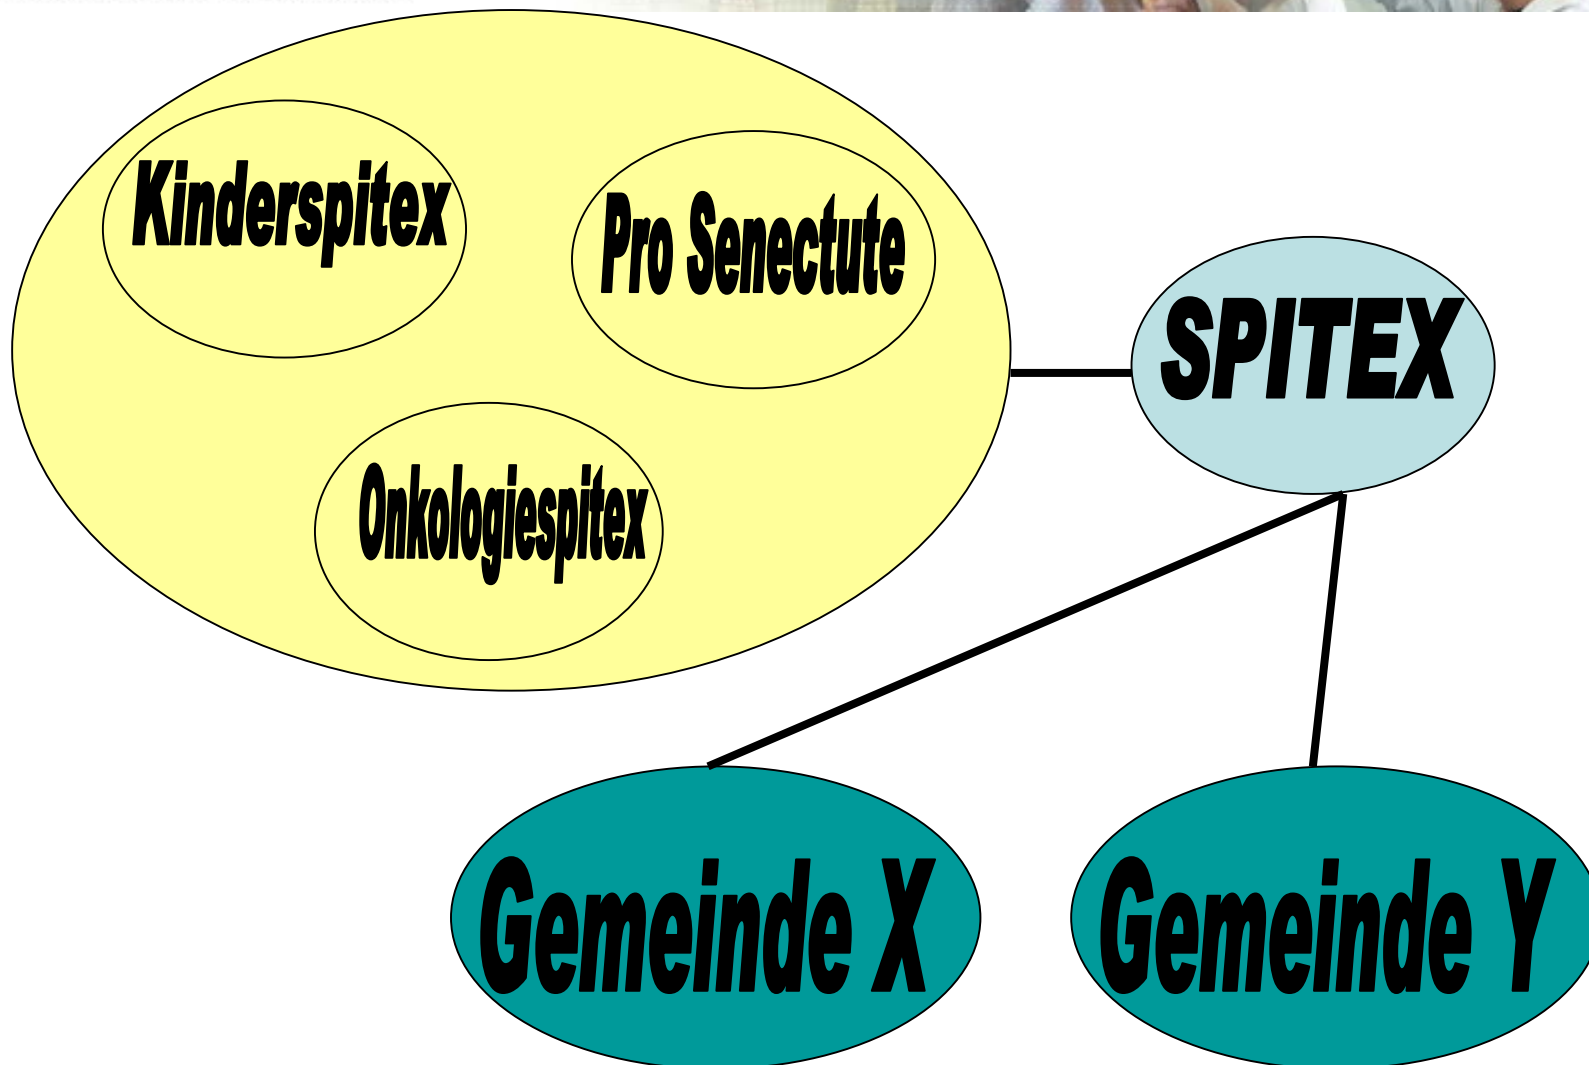 Kinderspitex
Pro Senectute
SPITEX
Onkologiespitex
Gemeinde X
Gemeinde Y